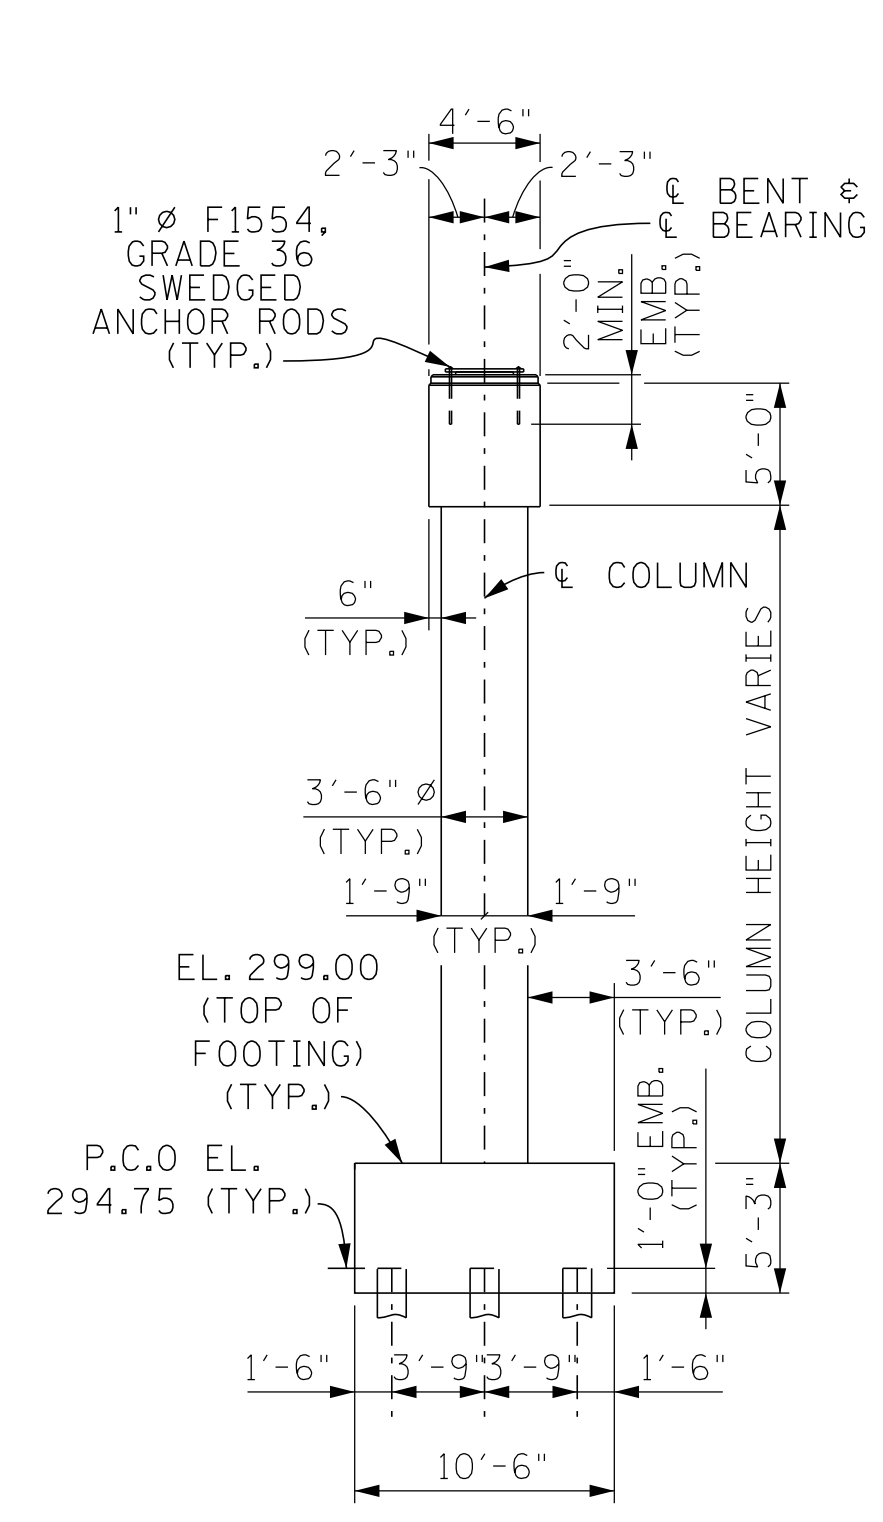 4'-6"
2'-3"
2'-3"
℄ BENT &
℄ BEARING
1" Ø F1554,
GRADE 36
SWEDGED
ANCHOR RODS
(TYP.)
2'-0"
MIN.
EMB.
(TYP.)
5'-0"
℄ COLUMN
6"
(TYP.)
COLUMN HEIGHT VARIES
3'-6" Ø
(TYP.)
1'-9"
1'-9"
(TYP.)
EL. 299.00
(TOP OF
FOOTING)
(TYP.)
3'-6"
(TYP.)
1'-0" EMB.
(TYP.)
P.C.O EL.
294.75 (TYP.)
5'-3"
1'-6"
3'-9"
3'-9"
1'-6"
10'-6"